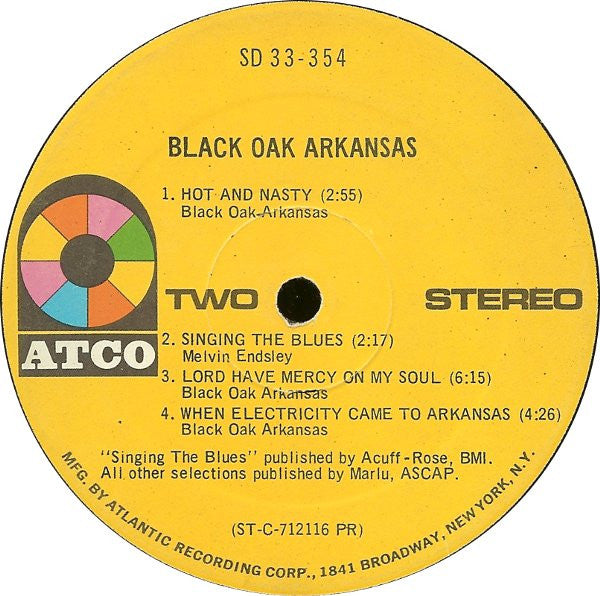 SD 33-354
BLACK OAK ARKANSAS
1. HOT AND NASTY (2:55)
Black Oak Arkansas
TWO
STEREO
ATCO
2. SINGING THE BLUES (2:17)
Melvin Endsley
3. LORD HAVE MERCY ON MY SOUL (6:15)
Black Oak Arkansas
4. WHEN ELECTRICITY CAME TO ARKANSAS (4:26)
Black Oak Arkansas
"Singing The Blues" published by Acuff-Rose, BMI.
All other selections published by Marlu, ASCAP.
(ST-C-712116 PR)
MFG. BY ATLANTIC RECORDING CORP., 1841 BROADWAY, NEW YORK, N.Y.